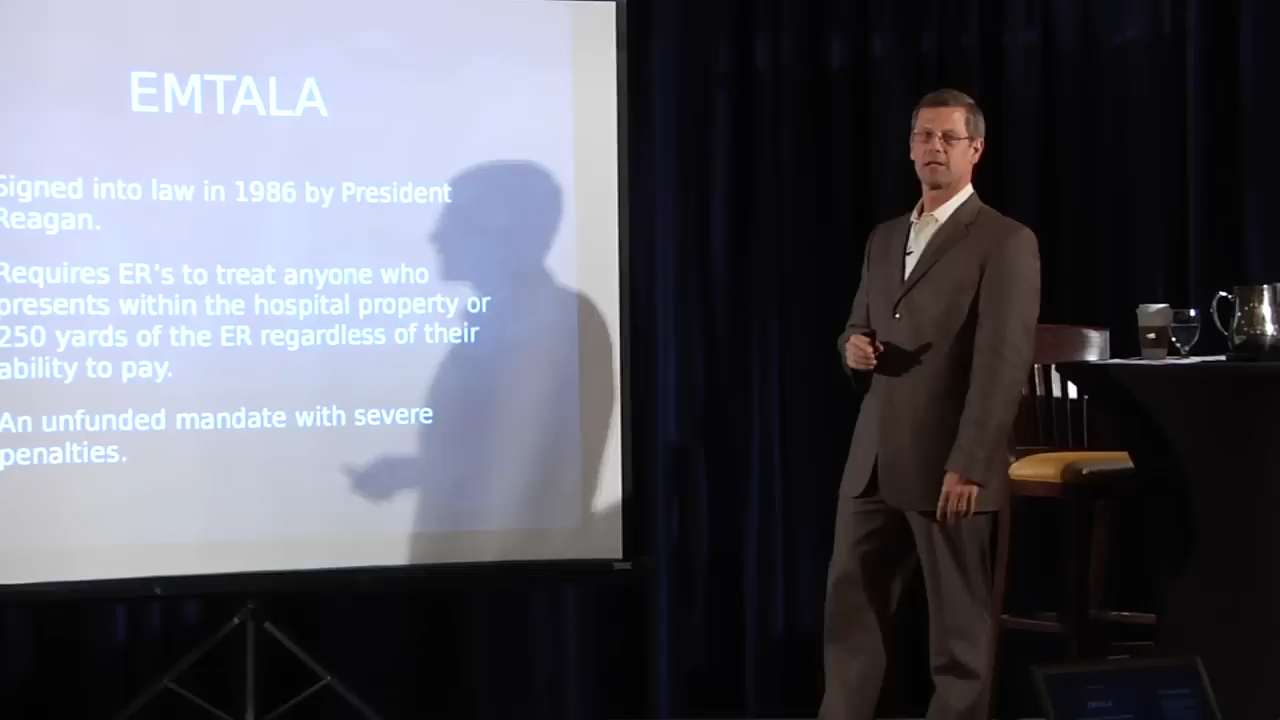 EMTALA
Signed into law in 1986 by President
Reagan.
Requires ER's to treat anyone who
presents within the hospital property or
250 yards of the ER regardless of their
ability to pay.
An unfunded mandate with severe
penalties.
EMTALA